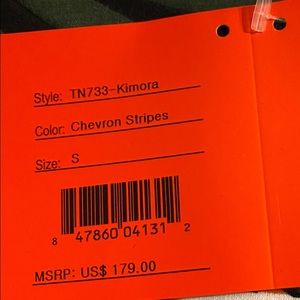 Style: TN733-Kimora
Color: Chevron Stripes
Size: S
8 47860 04131 2
MSRP: US$ 179.00